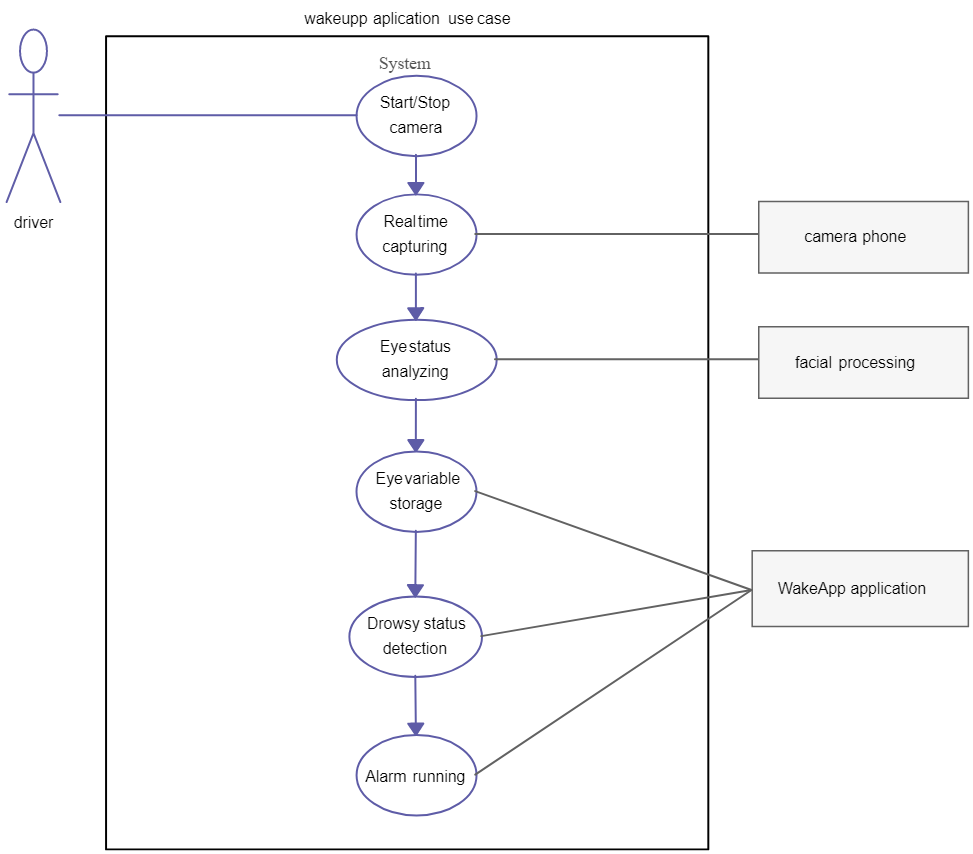 wakeupp aplication use case
System
Start/Stop
camera
driver
Realtime
capturing
camera phone
Eyestatus
analyzing
facial processing
Eyevariable
storage
WakeApp application
Drowsy status
detection
Alarm running